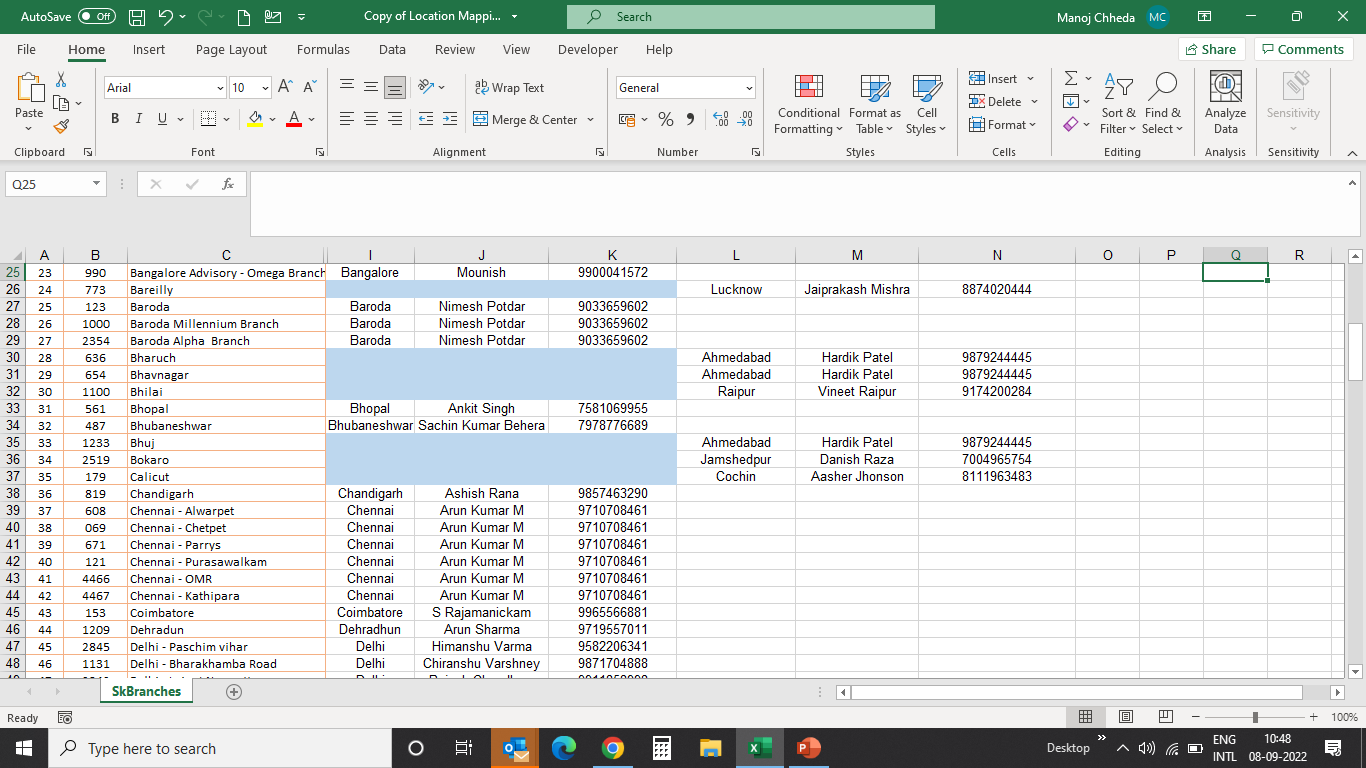 AutoSave Off Copy of Location Mappi... Search Manoj Chheda MC
File Home Insert Page Layout Formulas Data Review View Developer Help Share Comments
Arial 10 Wrap Text General
Paste B I U Merge & Center % Conditional Formatting Format as Table Cell Styles Insert Delete Format Sort & Filter Find & Select Analyze Data Sensitivity
Clipboard Font Alignment Number Styles Cells Editing Analysis Sensitivity
Q25 fx
A B C I J K L M N O P Q R
25 23 990 Bangalore Advisory - Omega Branch Bangalore Mounish 9900041572
26 24 773 Bareilly Lucknow Jaiprakash Mishra 8874020444
27 25 123 Baroda Baroda Nimesh Potdar 9033659602
28 26 1000 Baroda Millennium Branch Baroda Nimesh Potdar 9033659602
29 27 2354 Baroda Alpha Branch Baroda Nimesh Potdar 9033659602
30 28 636 Bharuch Ahmedabad Hardik Patel 9879244445
31 29 654 Bhavnagar Ahmedabad Hardik Patel 9879244445
32 30 1100 Bhilai Raipur Vineet Raipur 9174200284
33 31 561 Bhopal Bhopal Ankit Singh 7581069955
34 32 487 Bhubaneshwar Bhubaneshwar Sachin Kumar Behera 7978776689
35 33 1233 Bhuj Ahmedabad Hardik Patel 9879244445
36 34 2519 Bokaro Jamshedpur Danish Raza 7004965754
37 35 179 Calicut Cochin Aasher Jhonson 8111963483
38 36 819 Chandigarh Chandigarh Ashish Rana 9857463290
39 37 608 Chennai - Alwarpet Chennai Arun Kumar M 9710708461
40 38 069 Chennai - Chetpet Chennai Arun Kumar M 9710708461
41 39 671 Chennai - Parrys Chennai Arun Kumar M 9710708461
42 40 121 Chennai - Purasawalkam Chennai Arun Kumar M 9710708461
43 41 4466 Chennai - OMR Chennai Arun Kumar M 9710708461
44 42 4467 Chennai - Kathipara Chennai Arun Kumar M 9710708461
45 43 153 Coimbatore Coimbatore S Rajamanickam 9965566881
46 44 1209 Dehradun Dehradhun Arun Sharma 9719557011
47 45 2845 Delhi - Paschim vihar Delhi Himanshu Varma 9582206341
48 46 1131 Delhi - Bharakhamba Road Delhi Chiranshu Varshney 9871704888
SkBranches
Ready 100%
Type here to search Desktop ENG 10:48
INTL 08-09-2022